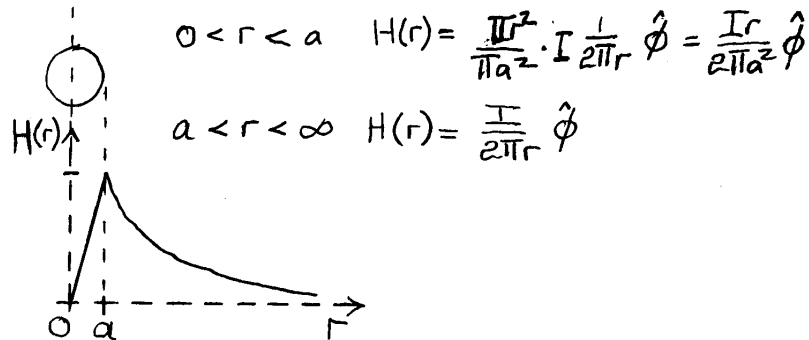 0 < r < a H(r) = πr²/πa² · I 1/2πr φ̂ = Ir/2πa² φ̂
a < r < ∞ H(r) = I/2πr φ̂
H(r)
0 a r